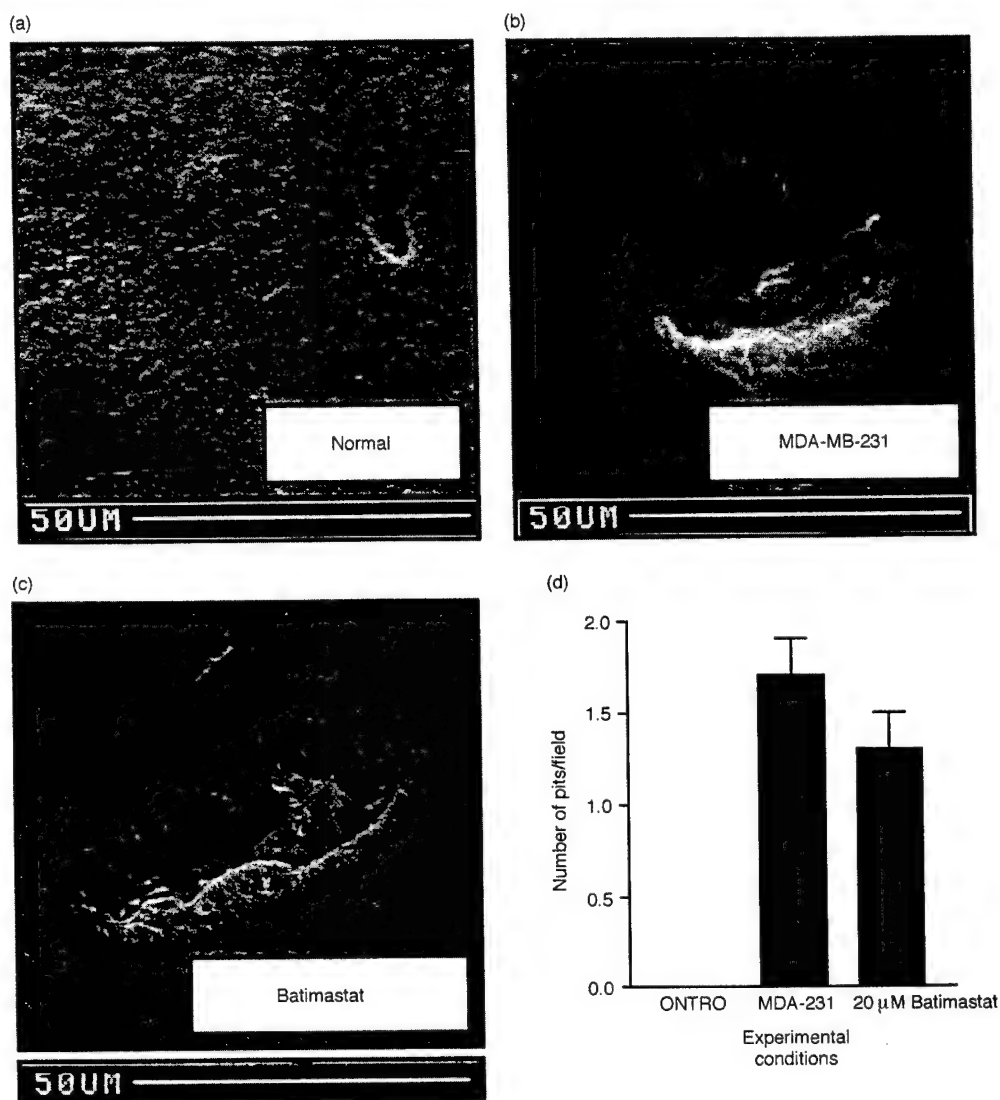 (a)
(b)
Normal
MDA-MB-231
50UM
50UM
(c)
(d)
Batimastat
50UM
Number of pits/field
2.0
1.5
1.0
0.5
0.0
ONTRO MDA-231 20 µM Batimastat
Experimental
conditions